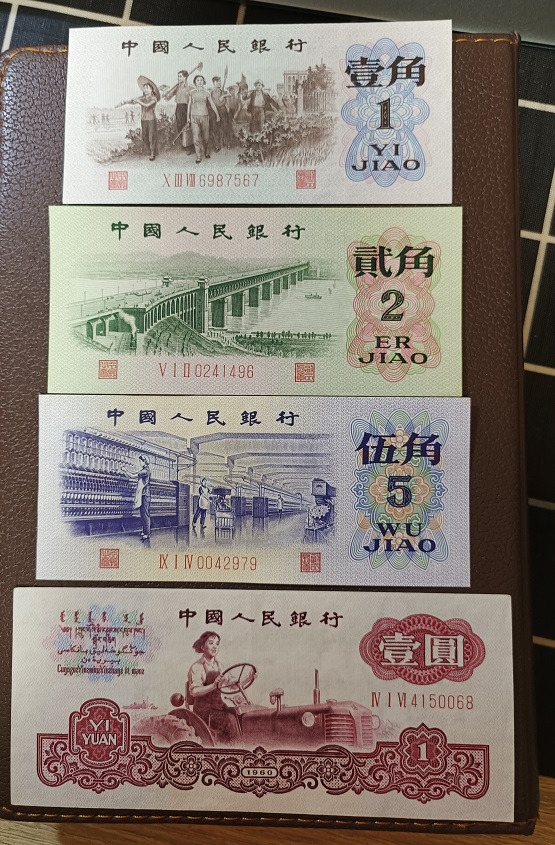 中國人民銀行
壹角
1
YI
JIAO
X III VIII 6987567
中國人民銀行
貳角
2
ER
JIAO
V I II 0241496
中國人民銀行
伍角
5
WU
JIAO
IX I IV 0042979
中國人民銀行
壹圓
IV I VI 4150068
YI
YUAN
1960
1